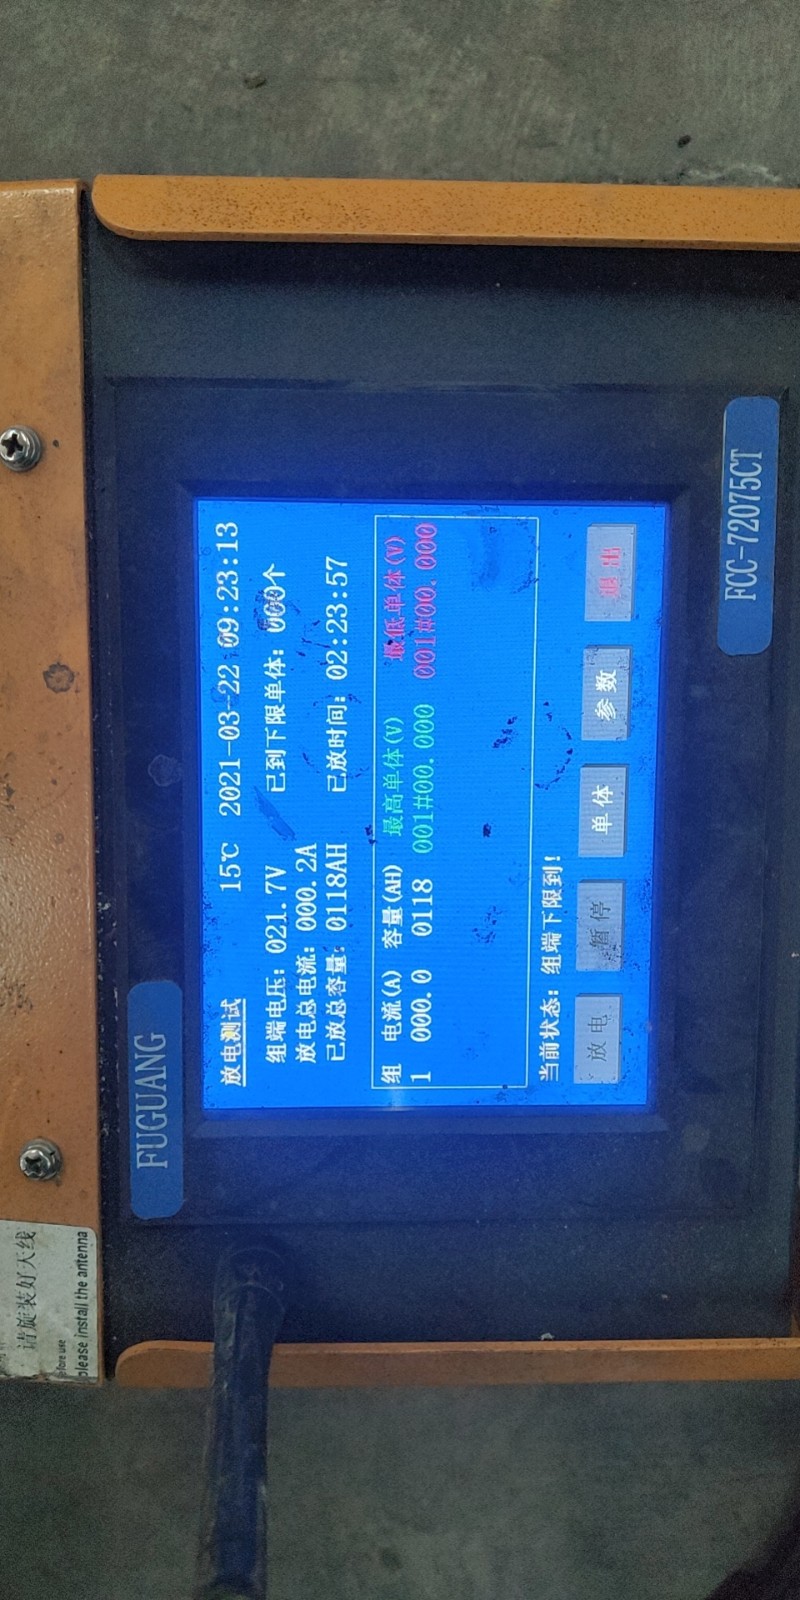 请旋装好天线
fore use
please install the antenna
FUGUANG
放电测试 15℃ 2021-03-22 09:23:13
组端电压: 021.7V 已到下限单体: 000个
放电总电流: 000.2A
已放总容量: 0118AH 已放时间: 02:23:57
组 电流(A) 容量(AH) 最高单体(V) 最低单体(V)
1 000.0 0118 001#00.000 001#00.000
当前状态: 组端下限到!
放电 暂停 单体 参数 退出
FCC-72075CT